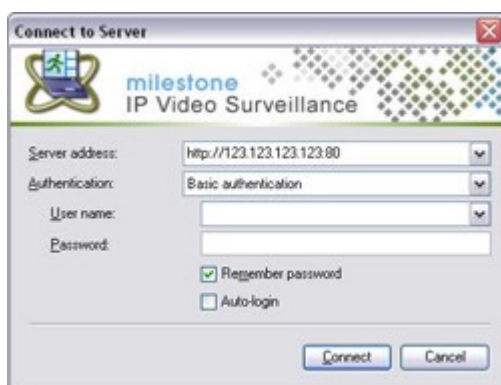 Connect to Server
milestone
IP Video Surveillance
Server address: http://123.123.123.123:80
Authentication: Basic authentication
User name:
Password:
Remember password
Auto-login
Connect Cancel